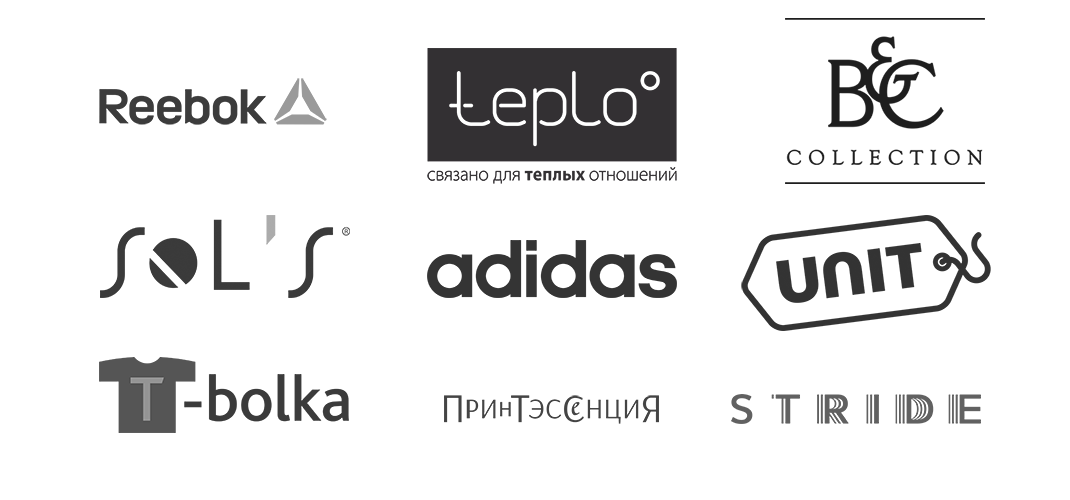 Reebok
teplo°
связано для теплых отношений
B&C
COLLECTION
SOL'S®
adidas
UNIT
T-bolka
ПринТэссенциЯ
STRIDE